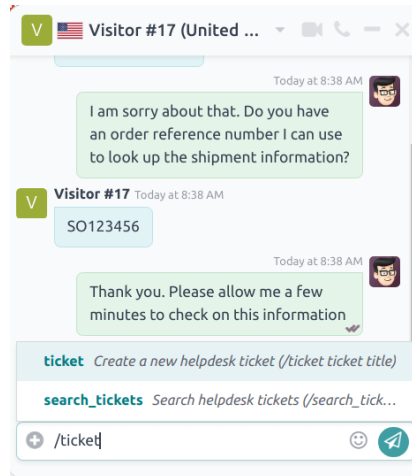 V Visitor #17 (United ...
Today at 8:38 AM
I am sorry about that. Do you have
an order reference number I can use
to look up the shipment information?
V Visitor #17 Today at 8:38 AM
SO123456
Today at 8:38 AM
Thank you. Please allow me a few
minutes to check on this information
ticket Create a new helpdesk ticket (/ticket ticket title)
search_tickets Search helpdesk tickets (/search_tick...
/ticket